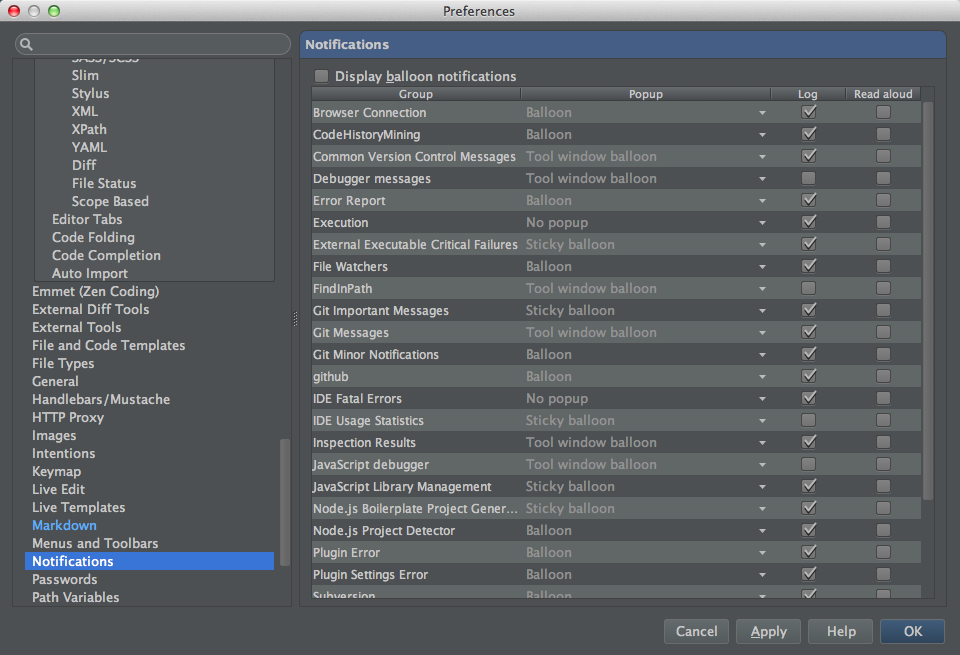 Preferences
SASS/SCSS
Slim
Stylus
XML
XPath
YAML
Diff
File Status
Scope Based
Editor Tabs
Code Folding
Code Completion
Auto Import
Emmet (Zen Coding)
External Diff Tools
External Tools
File and Code Templates
File Types
General
Handlebars/Mustache
HTTP Proxy
Images
Intentions
Keymap
Live Edit
Live Templates
Markdown
Menus and Toolbars
Notifications
Passwords
Path Variables
Notifications
Display balloon notifications
Group Popup Log Read aloud
Browser Connection Balloon
CodeHistoryMining Balloon
Common Version Control Messages Tool window balloon
Debugger messages Tool window balloon
Error Report Balloon
Execution No popup
External Executable Critical Failures Sticky balloon
File Watchers Balloon
FindInPath Tool window balloon
Git Important Messages Sticky balloon
Git Messages Tool window balloon
Git Minor Notifications Balloon
github Balloon
IDE Fatal Errors No popup
IDE Usage Statistics Sticky balloon
Inspection Results Tool window balloon
JavaScript debugger Tool window balloon
JavaScript Library Management Sticky balloon
Node.js Boilerplate Project Gener... Sticky balloon
Node.js Project Detector Balloon
Plugin Error Balloon
Plugin Settings Error Balloon
Subversion Balloon
Cancel Apply Help OK